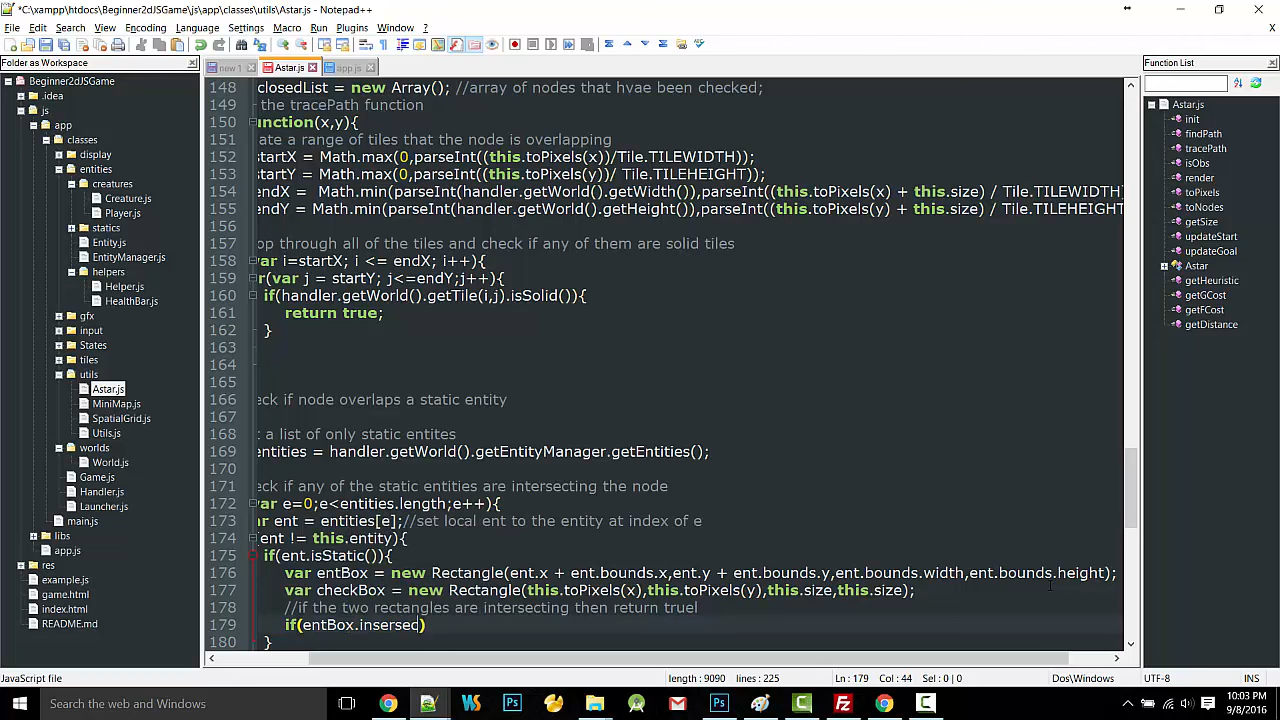 *C:\xampp\htdocs\Beginner2dJSGame\js\app\classes\utils\Astar.js - Notepad++
File Edit Search View Encoding Language Settings Macro Run Plugins Window ?
X
Folder as Workspace
new 1 Astar.js app.js
Function List
Beginner2dJSGame
.idea
js
app
classes
display
entities
creatures
Creature.js
Player.js
statics
Entity.js
EntityManager.js
helpers
Helper.js
HealthBar.js
gfx
input
States
tiles
utils
Astar.js
MiniMap.js
SpatialGrid.js
Utils.js
worlds
World.js
Game.js
Handler.js
Launcher.js
main.js
libs
app.js
res
example.js
game.html
index.html
README.md
148 closedList = new Array(); //array of nodes that hvae been checked;
149 the tracePath function
150 unction(x,y){
151 ate a range of tiles that the node is overlapping
152 startX = Math.max(0,parseInt((this.toPixels(x))/Tile.TILEWIDTH));
153 startY = Math.max(0,parseInt((this.toPixels(y))/ Tile.TILEHEIGHT));
154 endX = Math.min(parseInt(handler.getWorld().getWidth()),parseInt((this.toPixels(x) + this.size) / Tile.TILEWIDTH
155 endY = Math.min(parseInt(handler.getWorld().getHeight()),parseInt((this.toPixels(y) + this.size) / Tile.TILEHEIGHT
156
157 op through all of the tiles and check if any of them are solid tiles
158 var i=startX; i <= endX; i++){
159 r(var j = startY; j<=endY;j++){
160 if(handler.getWorld().getTile(i,j).isSolid()){
161 return true;
162 }
163
164
165
166 eck if node overlaps a static entity
167
168 t a list of only static entites
169 entities = handler.getWorld().getEntityManager.getEntities();
170
171 eck if any of the static entities are intersecting the node
172 var e=0;e<entities.length;e++){
173 ar ent = entities[e];//set local ent to the entity at index of e
174 (ent != this.entity){
175 if(ent.isStatic()){
176 var entBox = new Rectangle(ent.x + ent.bounds.x,ent.y + ent.bounds.y,ent.bounds.width,ent.bounds.height);
177 var checkBox = new Rectangle(this.toPixels(x),this.toPixels(y),this.size,this.size);
178 //if the two rectangles are intersecting then return truel
179 if(entBox.insersec)
180 }
Astar.js
init
findPath
tracePath
isObs
render
toPixels
toNodes
getSize
updateStart
updateGoal
Astar
getHeuristic
getGCost
getFCost
getDistance
JavaScript file length : 9090 lines : 225 Ln : 179 Col : 44 Sel : 0 | 0 Dos\Windows UTF-8 INS
Search the web and Windows
10:03 PM
9/8/2016